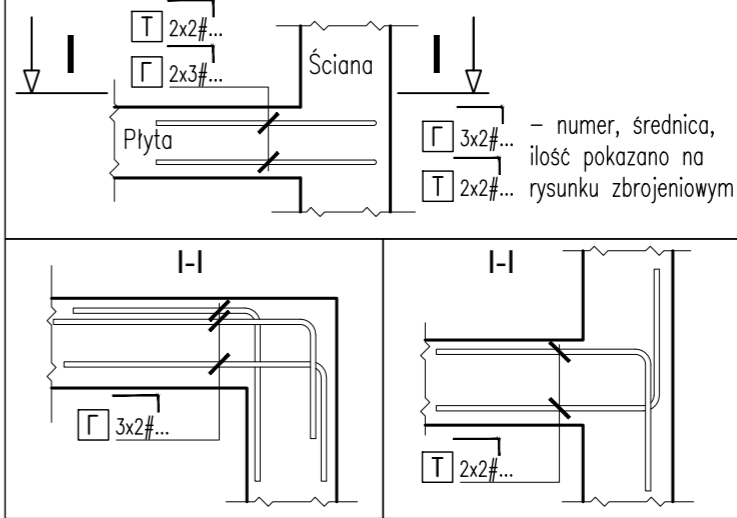 T 2x2#...
Γ 2x3#...
I
Ściana
I
Płyta
Γ 3x2#...
T 2x2#...
– numer, średnica,
ilość pokazano na
rysunku zbrojeniowym
I-I
Γ 3x2#...
I-I
T 2x2#...